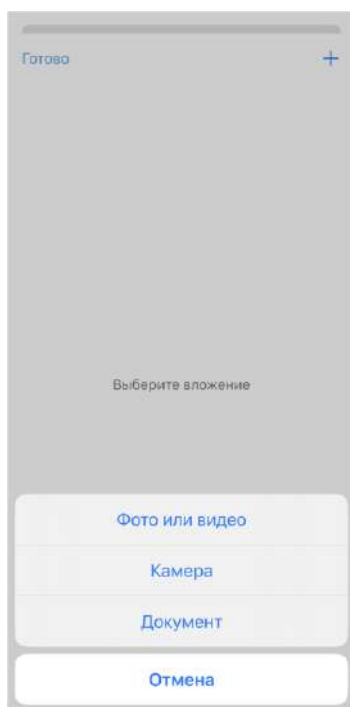 Готово +
Выберите вложение
Фото или видео
Камера
Документ
Отмена